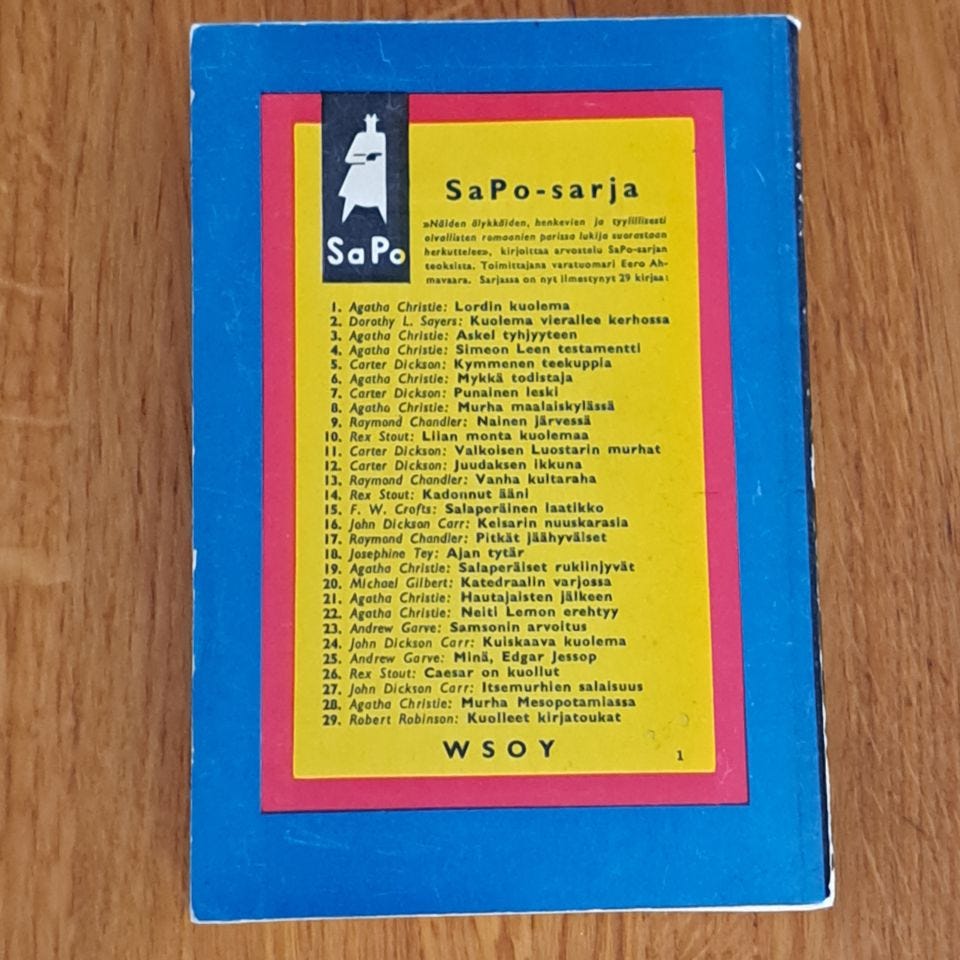 SaPo
SaPo-sarja
»Näiden älykkäiden, henkevien ja tyylillisesti
oivallisten romaanien parissa lukija suorastaan
herkuttelee», kirjoittaa arvostelu SaPo-sarjan
teoksista. Toimittajana varatuomari Eero Ah-
mavaara. Sarjassa on nyt ilmestynyt 29 kirjaa:
1. Agatha Christie: Lordin kuolema
2. Dorothy L. Sayers: Kuolema vierailee kerhossa
3. Agatha Christie: Askel tyhjyyteen
4. Agatha Christie: Simeon Leen testamentti
5. Carter Dickson: Kymmenen teekuppia
6. Agatha Christie: Mykkä todistaja
7. Carter Dickson: Punainen leski
8. Agatha Christie: Murha maalaiskylässä
9. Raymond Chandler: Nainen järvessä
10. Rex Stout: Liian monta kuolemaa
11. Carter Dickson: Valkoisen Luostarin murhat
12. Carter Dickson: Juudaksen ikkuna
13. Raymond Chandler: Vanha kultaraha
14. Rex Stout: Kadonnut ääni
15. F. W. Crofts: Salaperäinen laatikko
16. John Dickson Carr: Keisarin nuuskarasia
17. Raymond Chandler: Pitkät jäähyväiset
18. Josephine Tey: Ajan tytär
19. Agatha Christie: Salaperäiset rukiinjyvät
20. Michael Gilbert: Katedraalin varjossa
21. Agatha Christie: Hautajaisten jälkeen
22. Agatha Christie: Neiti Lemon erehtyy
23. Andrew Garve: Samsonin arvoitus
24. John Dickson Carr: Kuiskaava kuolema
25. Andrew Garve: Minä, Edgar Jessop
26. Rex Stout: Caesar on kuollut
27. John Dickson Carr: Itsemurhien salaisuus
28. Agatha Christie: Murha Mesopotamiassa
29. Robert Robinson: Kuolleet kirjatoukat
WSOY
1